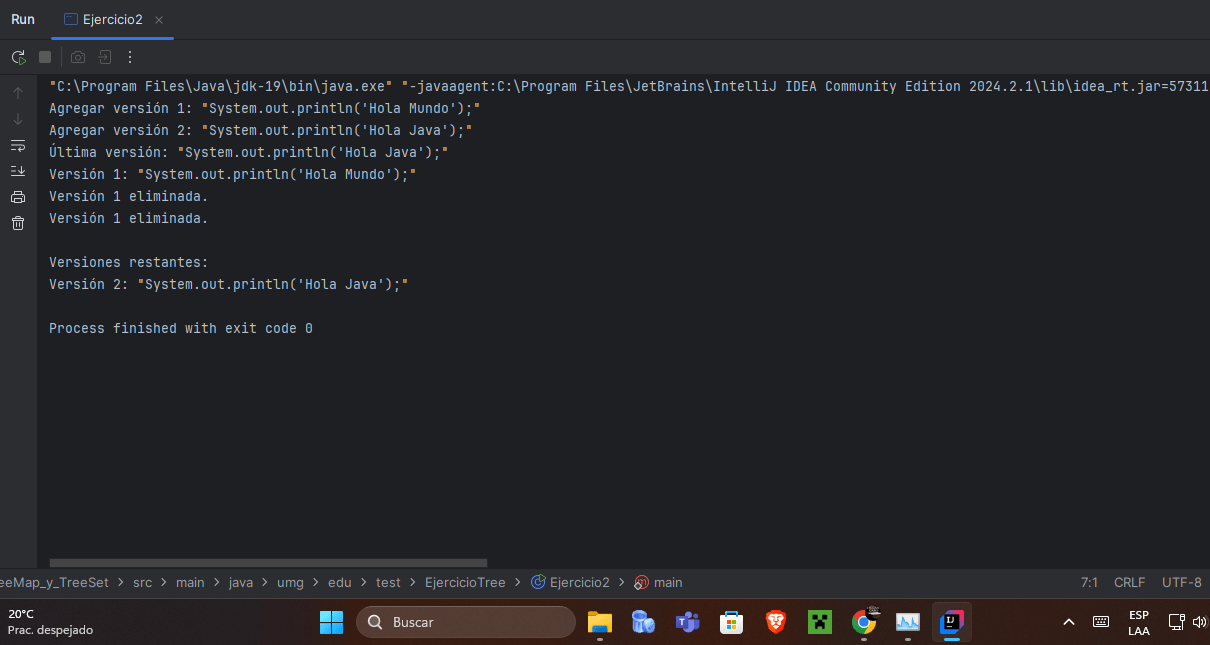 Run Ejercicio2
"C:\Program Files\Java\jdk-19\bin\java.exe" "-javaagent:C:\Program Files\JetBrains\IntelliJ IDEA Community Edition 2024.2.1\lib\idea_rt.jar=57311
Agregar versión 1: "System.out.println('Hola Mundo');"
Agregar versión 2: "System.out.println('Hola Java');"
Última versión: "System.out.println('Hola Java');"
Versión 1: "System.out.println('Hola Mundo');"
Versión 1 eliminada.
Versión 1 eliminada.
Versiones restantes:
Versión 2: "System.out.println('Hola Java');"
Process finished with exit code 0
eeMap_y_TreeSet > src > main > java > umg > edu > test > EjercicioTree > Ejercicio2 > m main 7:1 CRLF UTF-8
20°C
Prac. despejado
Buscar
ESP
LAA